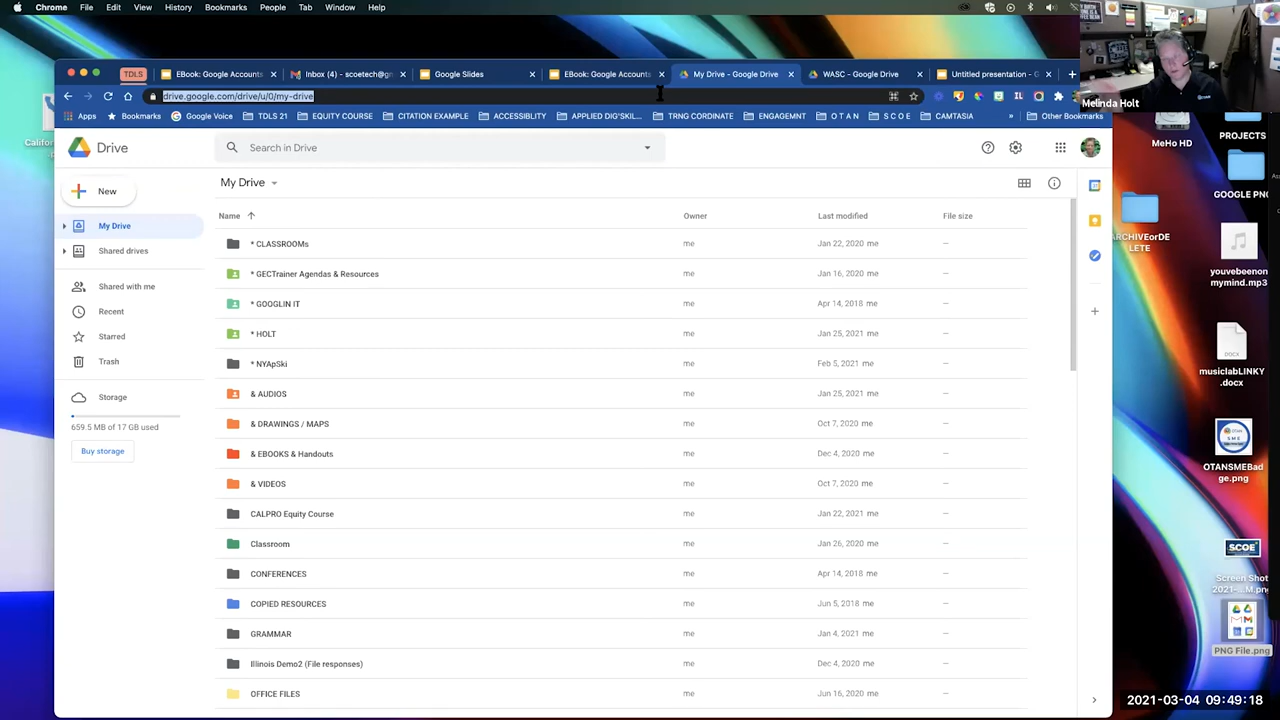 Chrome File Edit View History Bookmarks People Tab Window Help
TDLS EBook: Google Accounts Inbox (4) - scoetech@gm Google Slides EBook: Google Accounts My Drive - Google Drive WASC - Google Drive Untitled presentation - G
drive.google.com/drive/u/0/my-drive
Apps Bookmarks Google Voice TDLS 21 EQUITY COURSE CITATION EXAMPLE ACCESSIBLITY APPLIED DIG'SKIL... TRNG CORDINATE ENGAGEMNT O T A N S C O E CAMTASIA » Other Bookmarks
Melinda Holt
Drive Search in Drive
New
My Drive
Shared drives
Shared with me
Recent
Starred
Trash
Storage
659.5 MB of 17 GB used
Buy storage
My Drive
Name Owner Last modified File size
* CLASSROOMs me Jan 22, 2020 me –
* GECTrainer Agendas & Resources me Jan 16, 2020 me –
* GOOGLIN IT me Apr 14, 2018 me –
* HOLT me Jan 25, 2021 me –
* NYApSki me Feb 5, 2021 me –
& AUDIOS me Jan 25, 2021 me –
& DRAWINGS / MAPS me Oct 7, 2020 me –
& EBOOKS & Handouts me Dec 4, 2020 me –
& VIDEOS me Oct 7, 2020 me –
CALPRO Equity Course me Jan 22, 2021 me –
Classroom me Jan 26, 2020 me –
CONFERENCES me Apr 14, 2018 me –
COPIED RESOURCES me Jun 5, 2018 me –
GRAMMAR me Jan 4, 2021 me –
Illinois Demo2 (File responses) me Dec 4, 2020 me –
OFFICE FILES me Jun 16, 2020 me –
MeHo HD
PROJECTS
GOOGLE PNG
ARCHIVEorDE
LETE
youvebeenon
mymind.mp3
DOCX
musiclabLINKY
.docx
OTANSMEBad
ge.png
SCOE
Screen Shot
2021-...M.png
PNG File.png
2021-03-04 09:49:18